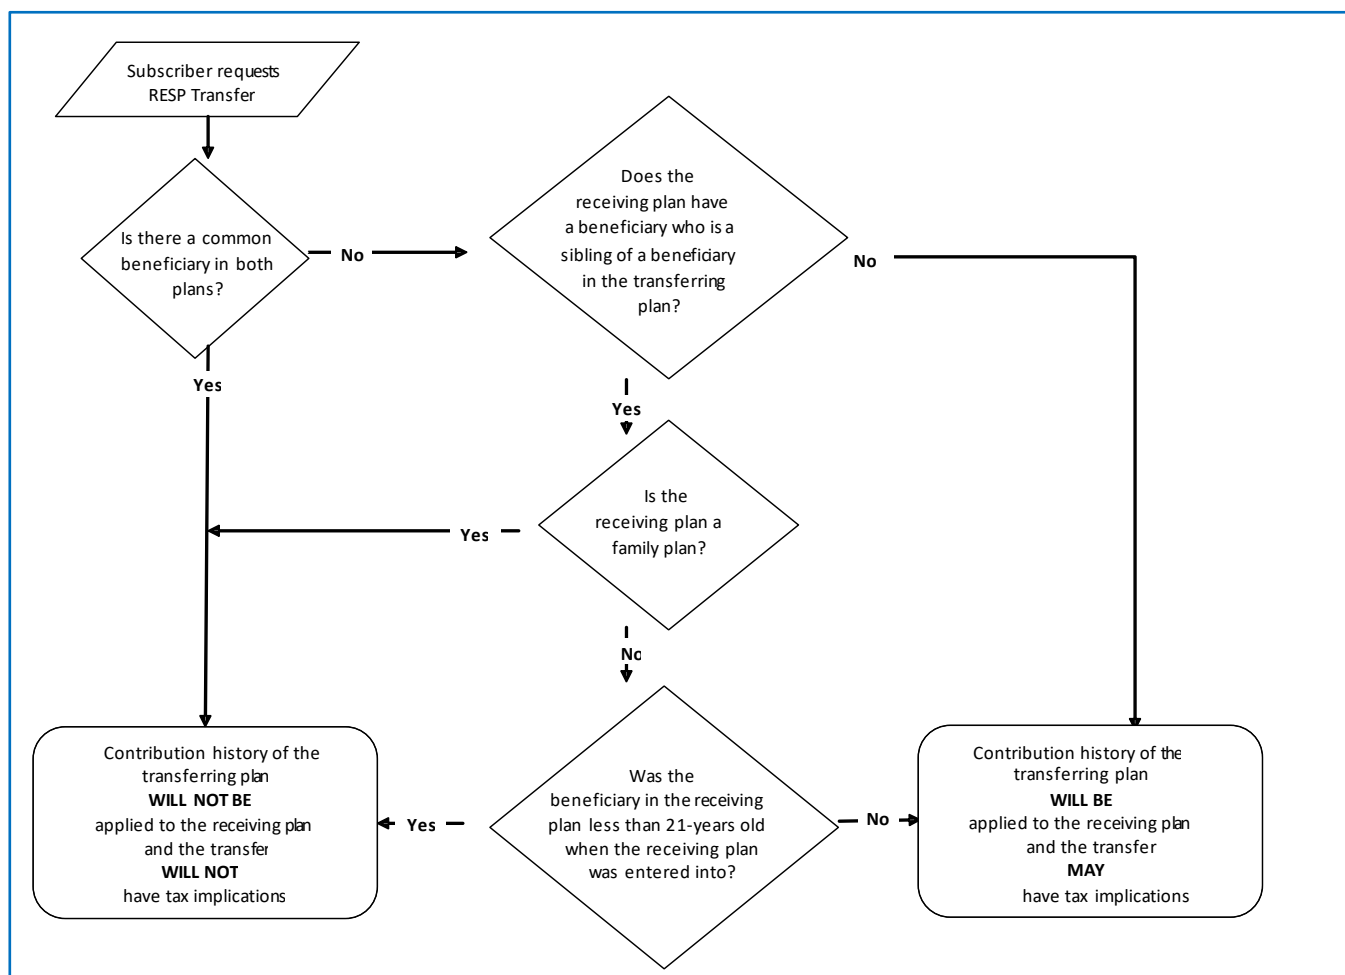 Subscriber requests
RESP Transfer
Is there a common
beneficiary in both
plans?
No
Does the
receiving plan have
a beneficiary who is a
sibling of a beneficiary
in the transferring
plan?
No
Yes
Yes
Is the
receiving plan a
family plan?
Yes
No
Was the
beneficiary in the receiving
plan less than 21-years old
when the receiving plan
was entered into?
Yes
No
Contribution history of the
transferring plan
WILL NOT BE
applied to the receiving plan
and the transfer
WILL NOT
have tax implications
Contribution history of the
transferring plan
WILL BE
applied to the receiving plan
and the transfer
MAY
have tax implications